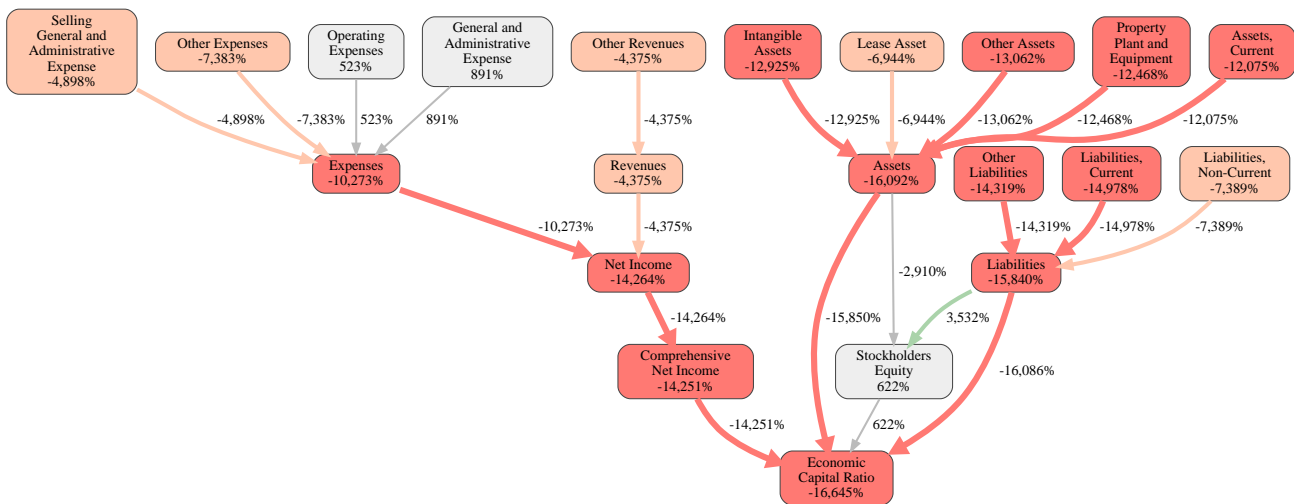 Selling
General and
Administrative
Expense
-4,898%
Other Expenses
-7,383%
Operating
Expenses
523%
General and
Administrative
Expense
891%
Other Revenues
-4,375%
Intangible
Assets
-12,925%
Lease Asset
-6,944%
Other Assets
-13,062%
Property
Plant and
Equipment
-12,468%
Assets,
Current
-12,075%
-4,898%
-7,383%
523%
891%
-4,375%
-12,925%
-6,944%
-13,062%
-12,468%
-12,075%
Expenses
-10,273%
Revenues
-4,375%
Assets
-16,092%
Other
Liabilities
-14,319%
Liabilities,
Current
-14,978%
Liabilities,
Non-Current
-7,389%
-10,273%
-4,375%
-14,319%
-14,978%
-7,389%
Net Income
-14,264%
-2,910%
Liabilities
-15,840%
-14,264%
-15,850%
3,532%
Comprehensive
Net Income
-14,251%
Stockholders
Equity
622%
-16,086%
-14,251%
622%
Economic
Capital Ratio
-16,645%